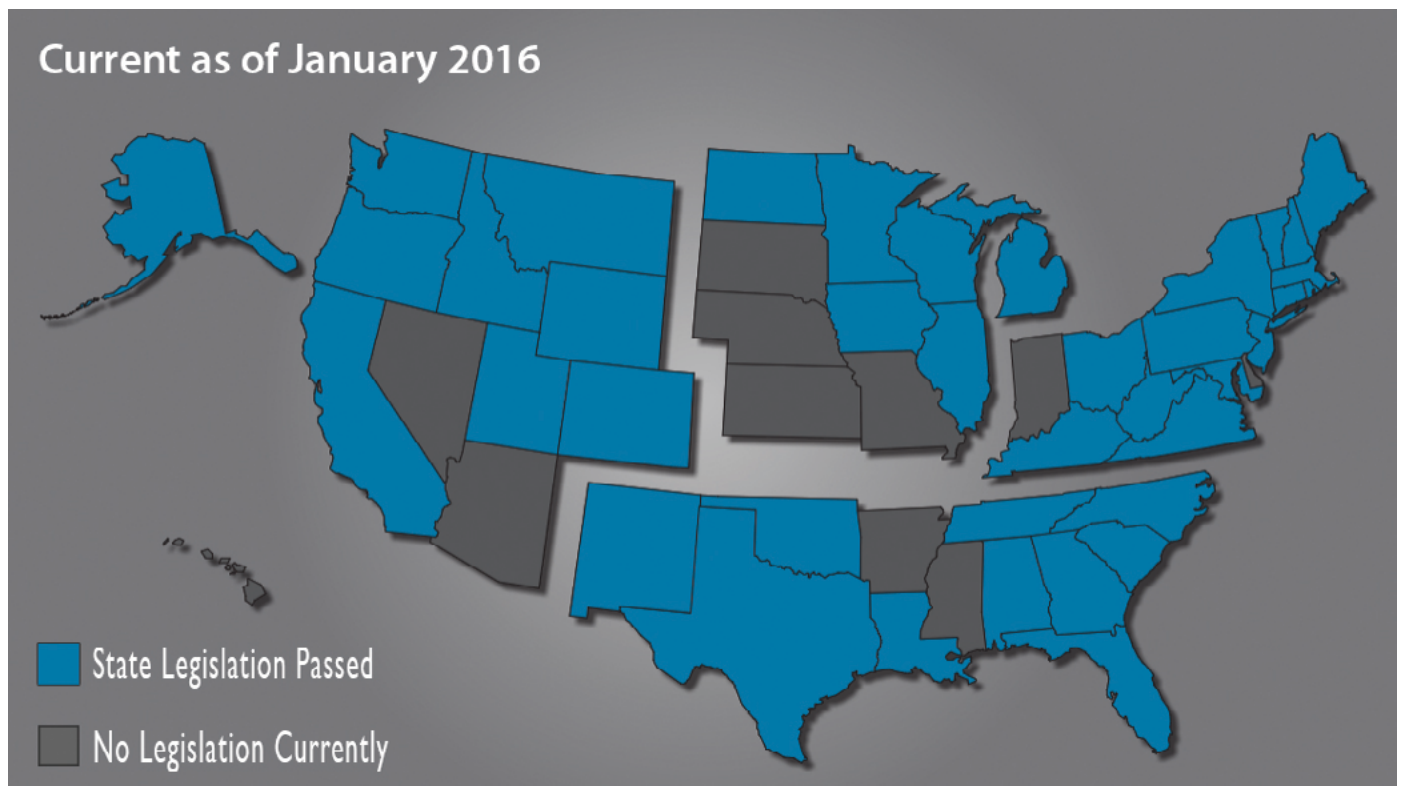 Current as of January 2016
State Legislation Passed
No Legislation Currently